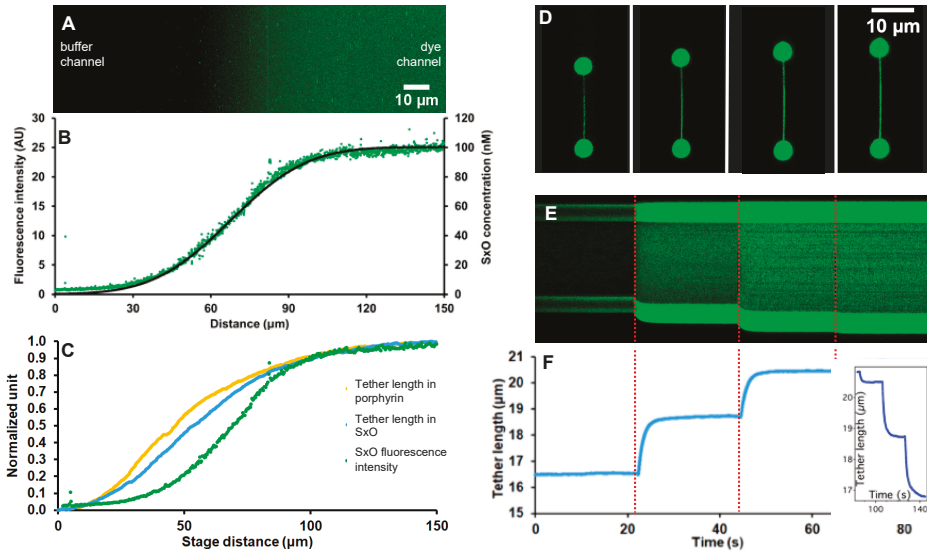 A
buffer
channel
dye
channel
10 µm
B
Fluorescence intensity (AU)
30
25
20
15
10
5
0
120
100
80
60
40
20
0
SxO concentration (nM)
0
30
60
90
120
150
Distance (µm)
C
Normalized unit
1.0
0.9
0.8
0.7
0.6
0.5
0.4
0.3
0.2
0.1
0.0
Tether length in
porphyrin
Tether length in
SxO
SxO fluorescence
intensity
0
50
100
150
Stage distance (µm)
D
10 µm
E
F
Tether length (µm)
21
20
19
18
17
16
15
0
20
40
60
80
Time (s)
Tether length (µm)
20
19
18
17
Time (s)
100
140